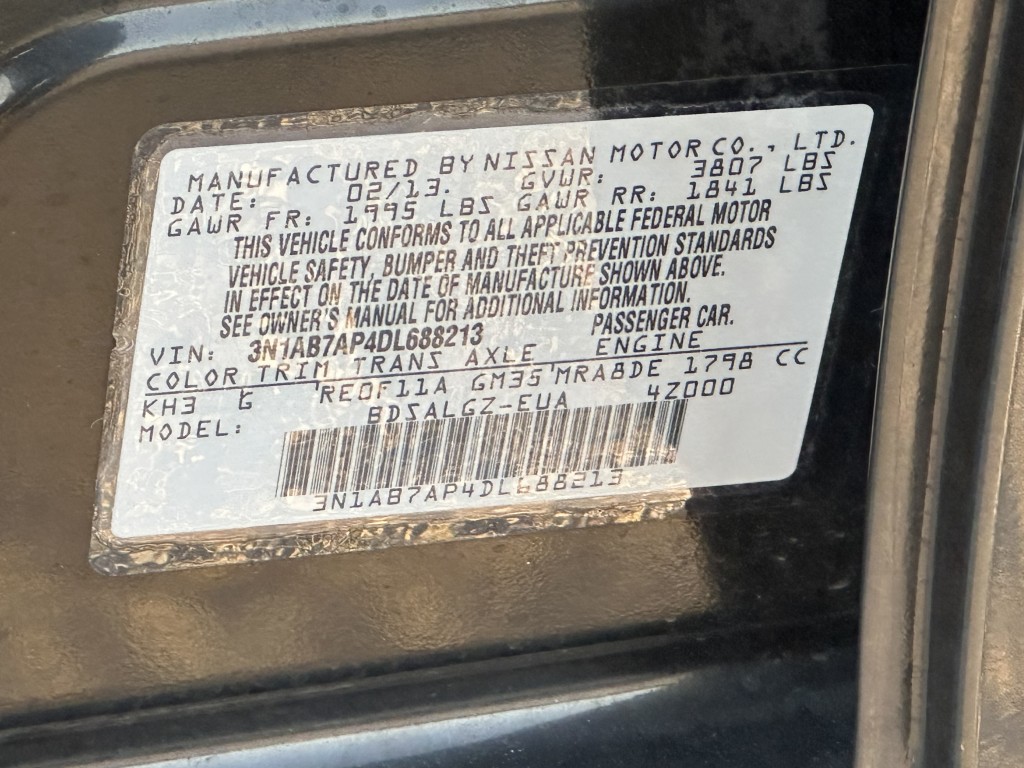 MANUFACTURED BY NISSAN MOTOR CO., LTD.
DATE: 02/13. GVWR: 3807 LBS
GAWR FR: 1995 LBS GAWR RR: 1841 LBS
THIS VEHICLE CONFORMS TO ALL APPLICABLE FEDERAL MOTOR
VEHICLE SAFETY, BUMPER AND THEFT PREVENTION STANDARDS
IN EFFECT ON THE DATE OF MANUFACTURE SHOWN ABOVE.
SEE OWNER'S MANUAL FOR ADDITIONAL INFORMATION.
VIN: 3N1AB7AP4DL688213 PASSENGER CAR.
COLOR TRIM TRANS AXLE ENGINE
KH3 G RE0F11A GM35 MRA8DE 1798 CC
MODEL: BDSALGZ-EUA 4Z000
3N1AB7AP4DL688213